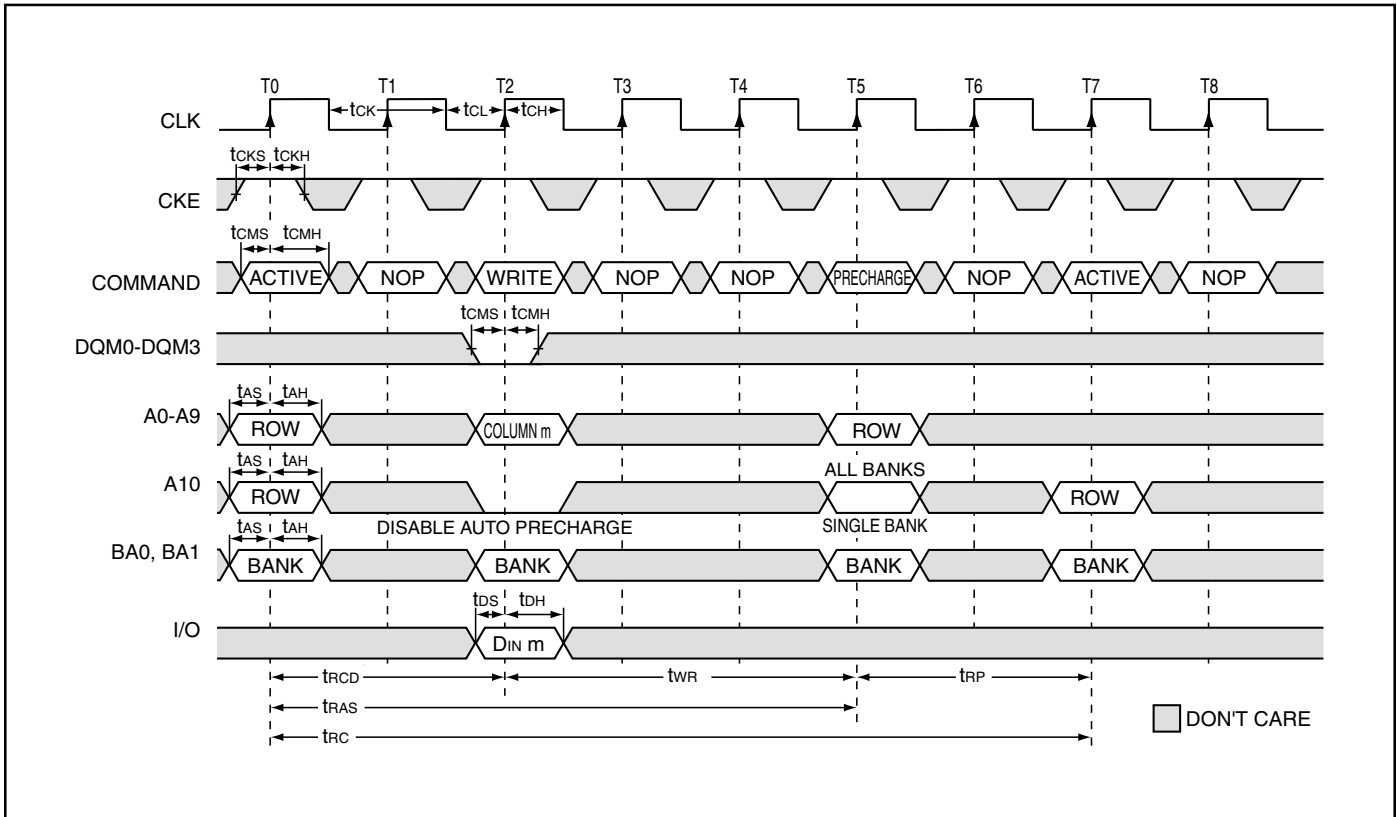 T0 T1 T2 T3 T4 T5 T6 T7 T8
tCK tCL tCH
CLK
tCKS tCKH
CKE
tCMS tCMH
COMMAND ACTIVE NOP WRITE NOP NOP PRECHARGE NOP ACTIVE NOP
tCMS tCMH
DQM0-DQM3
tAS tAH
A0-A9 ROW COLUMN m ROW
tAS tAH ALL BANKS
A10 ROW ROW
tAS tAH DISABLE AUTO PRECHARGE SINGLE BANK
BA0, BA1 BANK BANK BANK BANK
tDS tDH
I/O DIN m
tRCD tWR tRP
tRAS
DON'T CARE
tRC